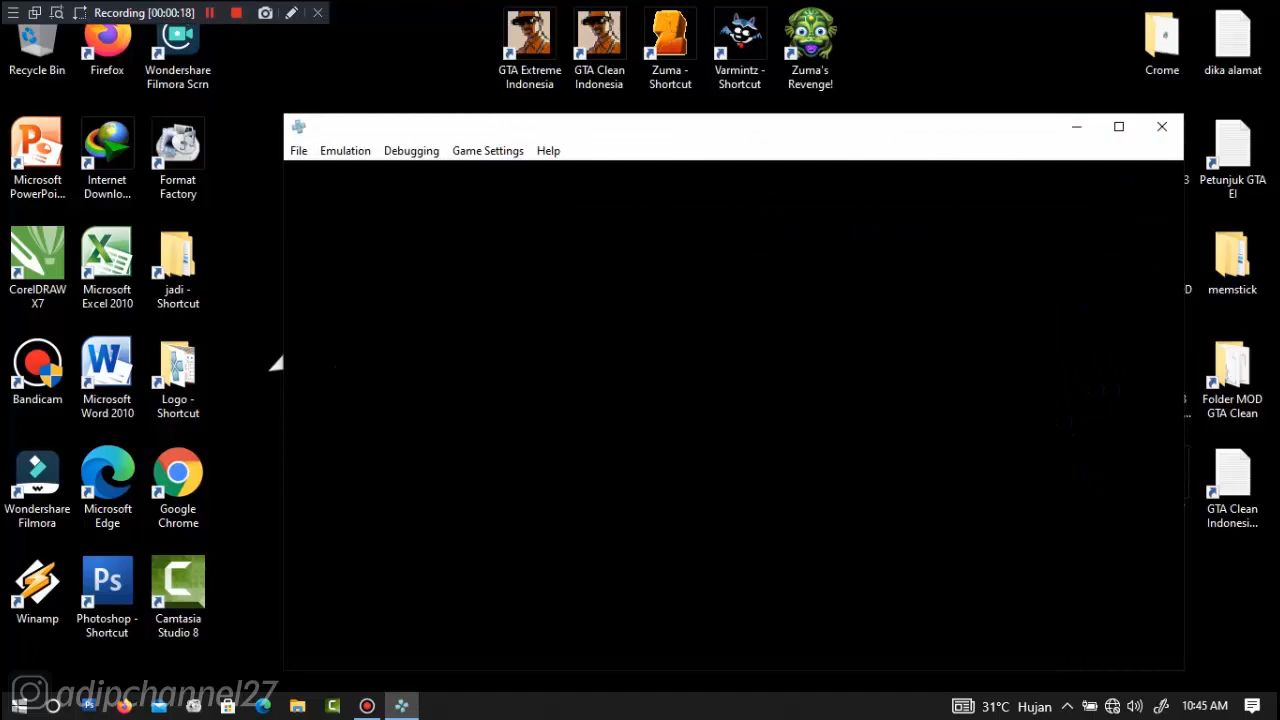 Recording [00:00:18]
Recycle Bin
Firefox
Wondershare
Filmora Scrn
GTA Extreme
Indonesia
GTA Clean
Indonesia
Zuma -
Shortcut
Varmintz -
Shortcut
Zuma's
Revenge!
Crome
dika alamat
File Emulation Debugging Game Settings Help
Microsoft
PowerPoi...
Internet
Downlo...
Format
Factory
3
Petunjuk GTA
EI
CorelDRAW
X7
Microsoft
Excel 2010
jadi -
Shortcut
D
memstick
Bandicam
Microsoft
Word 2010
Logo -
Shortcut
3
...
Folder MOD
GTA Clean
Wondershare
Filmora
Microsoft
Edge
Google
Chrome
GTA Clean
Indonesi...
Winamp
Ps
Photoshop -
Shortcut
Camtasia
Studio 8
adipchannel27
31°C Hujan
10:45 AM